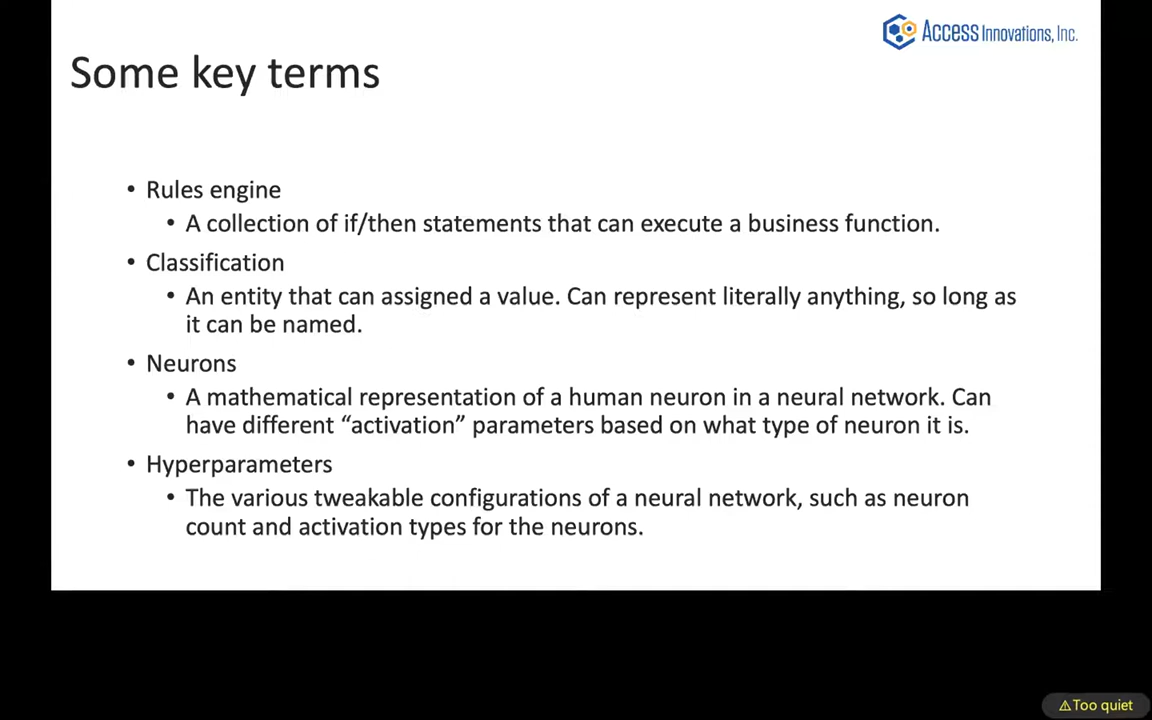 Access Innovations, Inc.
Some key terms
• Rules engine
• A collection of if/then statements that can execute a business function.
• Classification
• An entity that can assigned a value. Can represent literally anything, so long as
it can be named.
• Neurons
• A mathematical representation of a human neuron in a neural network. Can
have different “activation” parameters based on what type of neuron it is.
• Hyperparameters
• The various tweakable configurations of a neural network, such as neuron
count and activation types for the neurons.
⚠Too quiet